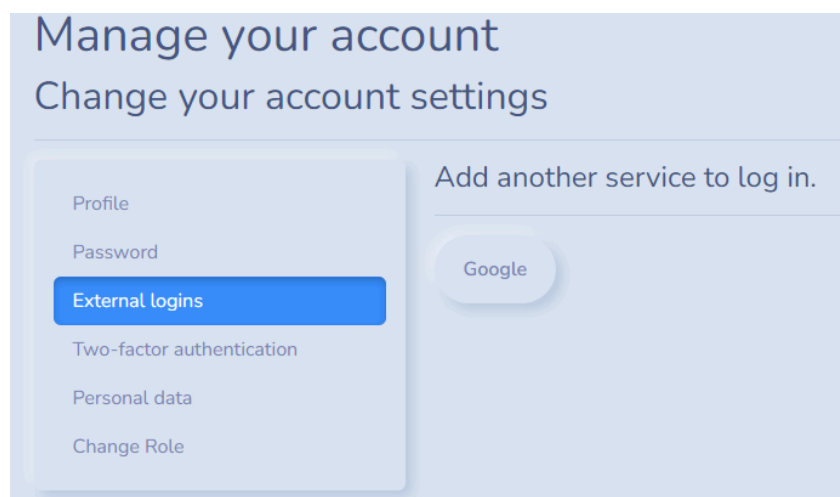 Manage your account
Change your account settings
Profile
Password
External logins
Two-factor authentication
Personal data
Change Role
Add another service to log in.
Google